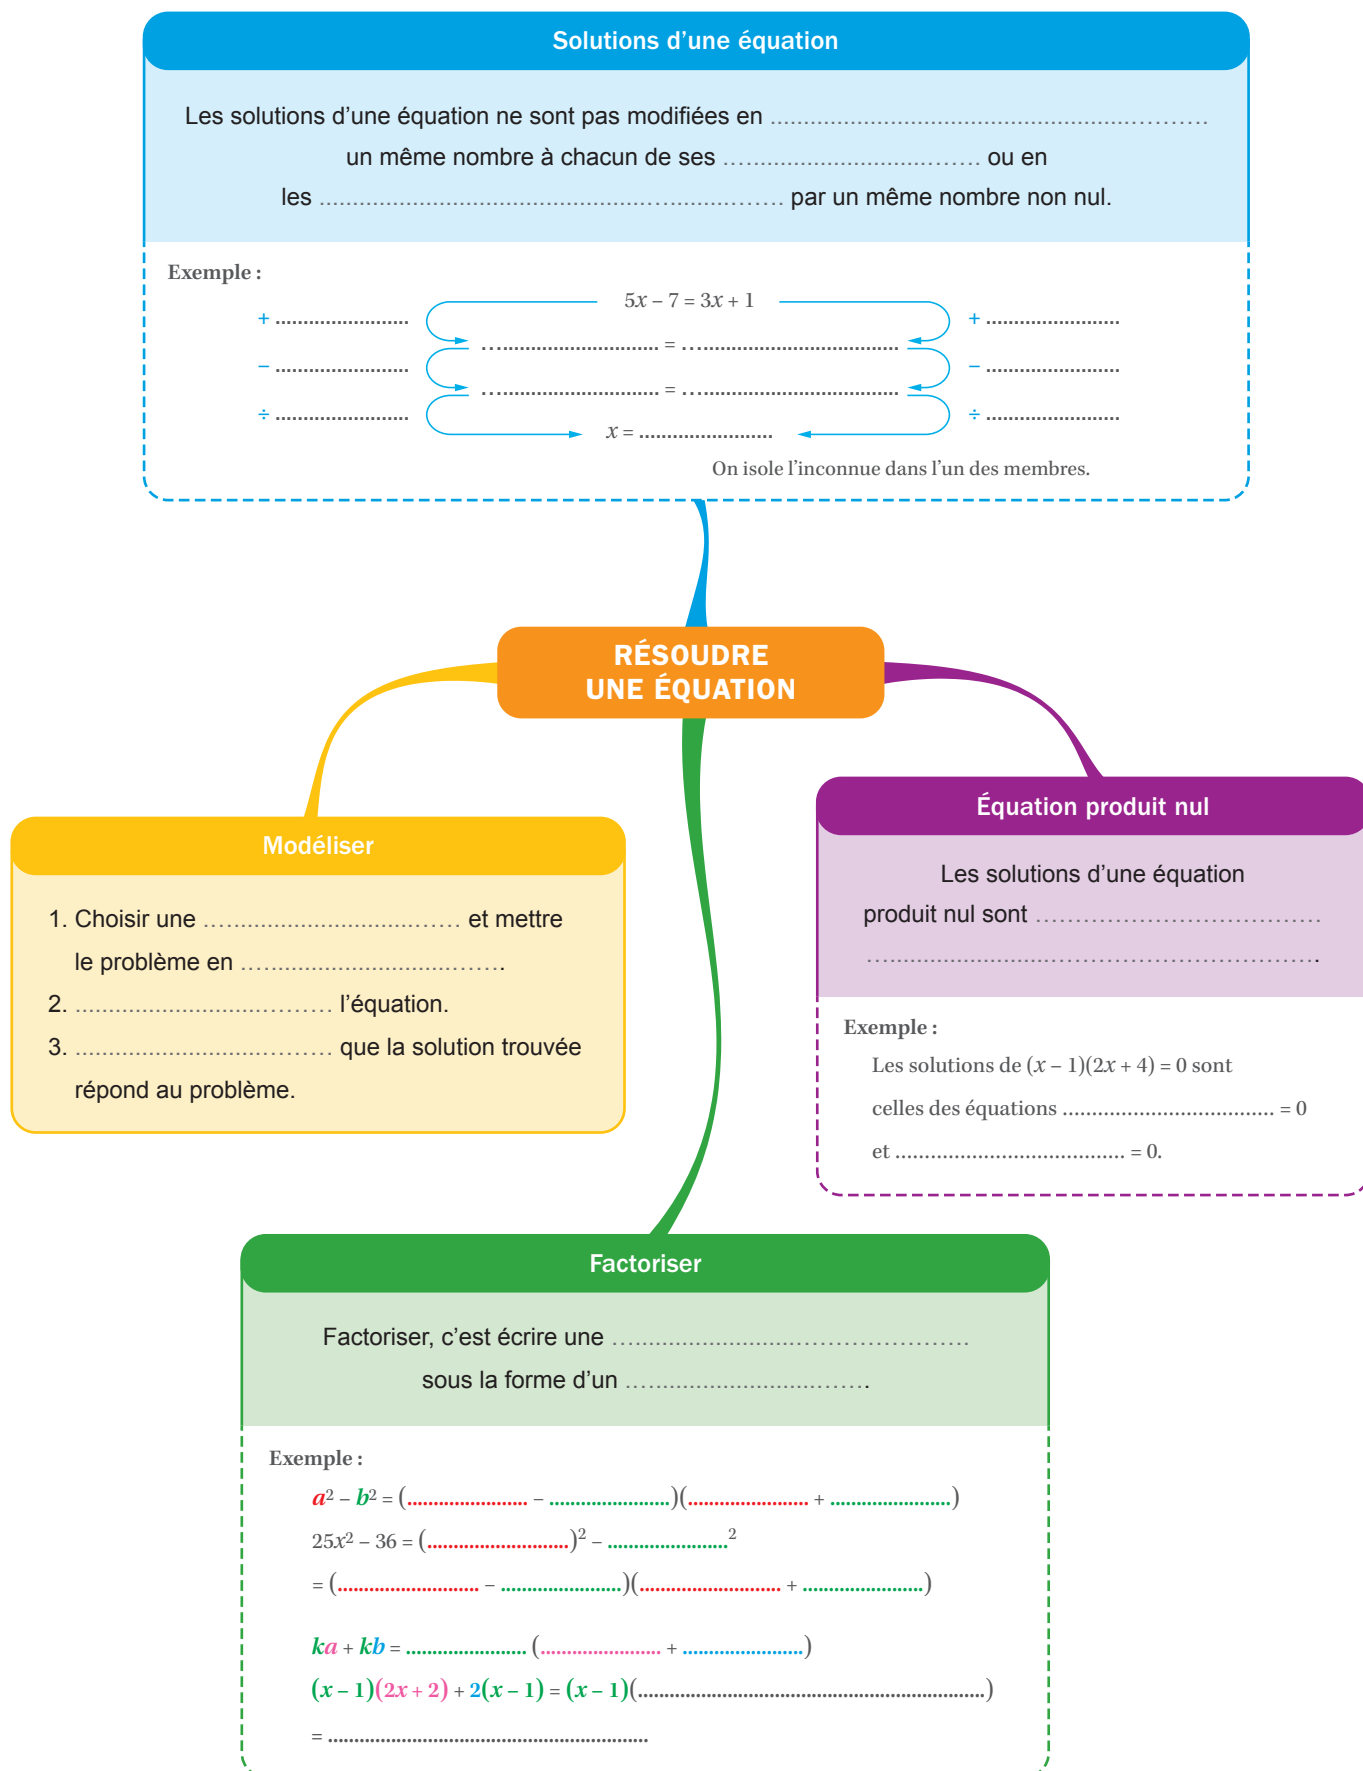 Solutions d’une équation
Les solutions d’une équation ne sont pas modifiées en ........................................
un même nombre à chacun de ses .............................. ou en
les ........................................ par un même nombre non nul.
Exemple :
5x – 7 = 3x + 1
+ ........................ + ........................
................................ = ........................................
– ........................ – ........................
................................ = ........................................
÷ ........................ ÷ ........................
x = ........................
On isole l’inconnue dans l’un des membres.
RÉSOUDRE
UNE ÉQUATION
Modéliser
1. Choisir une .............................. et mettre
le problème en ...............................
2. .............................. l’équation.
3. .............................. que la solution trouvée
répond au problème.
Équation produit nul
Les solutions d’une équation
produit nul sont ..............................
........................................................
Exemple :
Les solutions de (x – 1)(2x + 4) = 0 sont
celles des équations .................................... = 0
et ....................................... = 0.
Factoriser
Factoriser, c’est écrire une ........................................
sous la forme d’un ...............................
Exemple :
a² – b² = (....................... – .......................)(....................... + .......................)
25x² – 36 = (...........................)² – .......................²
= (........................... – .......................)(........................... + .......................)
ka + kb = ....................... (....................... + .......................)
(x – 1)(2x + 2) + 2(x – 1) = (x – 1)(..................................................................)
= .............................................................